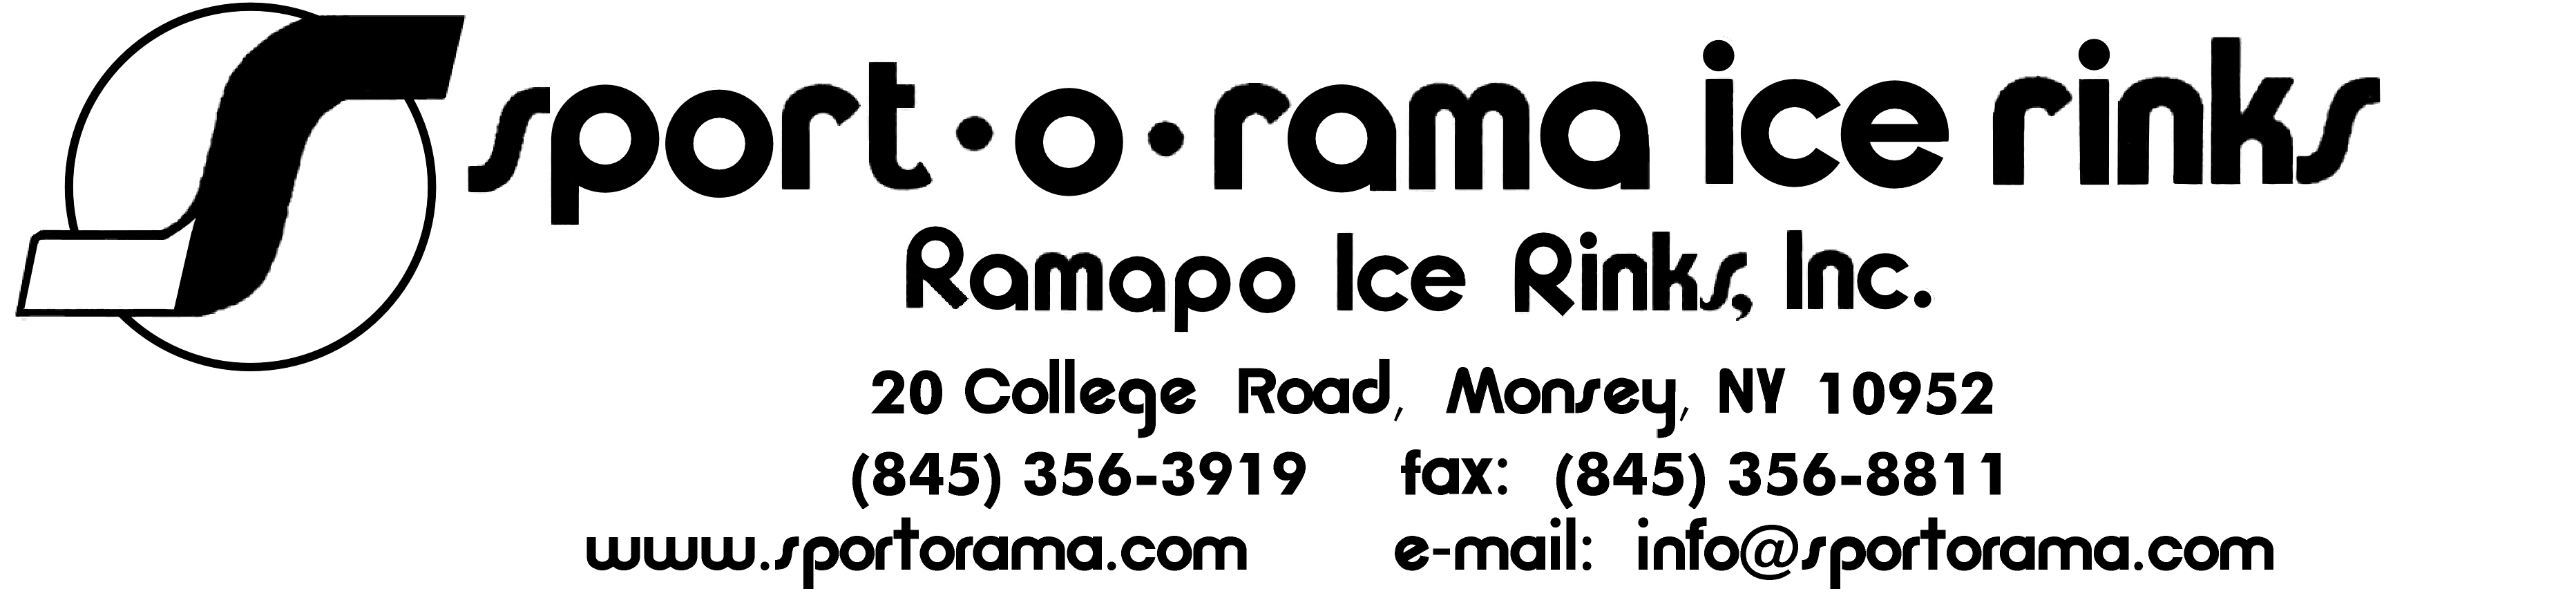 sport•o•rama ice rinks
Ramapo Ice Rinks, Inc.
20 College Road, Monsey, NY 10952
(845) 356-3919 fax: (845) 356-8811
www.sportorama.com e-mail: info@sportorama.com